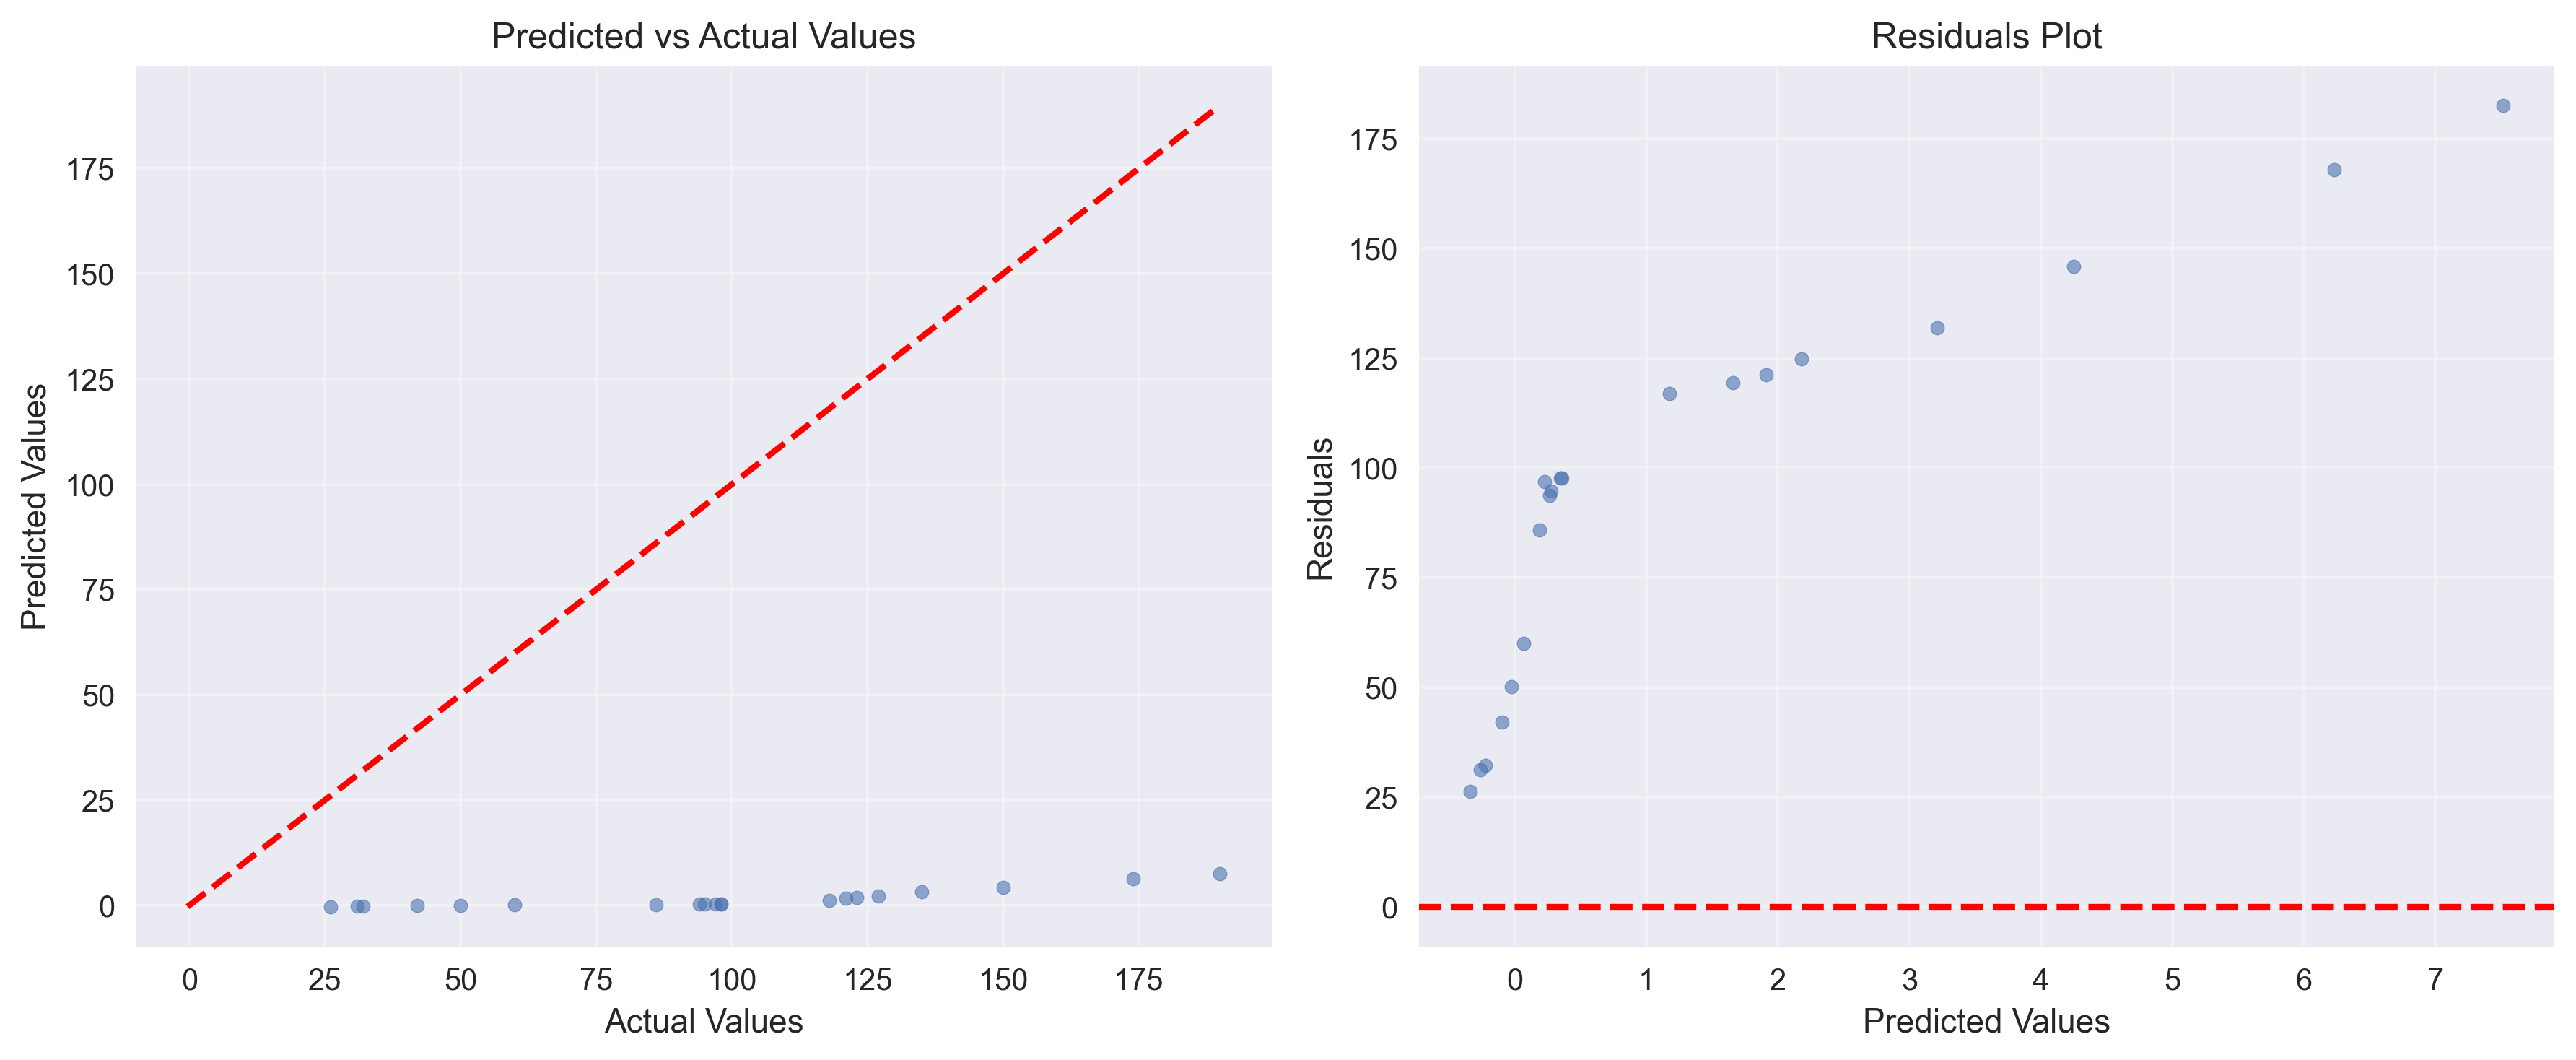 Predicted vs Actual Values
Predicted Values
175
150
125
100
75
50
25
0
0 25 50 75 100 125 150 175
Actual Values
Residuals Plot
Residuals
175
150
125
100
75
50
25
0
0 1 2 3 4 5 6 7
Predicted Values